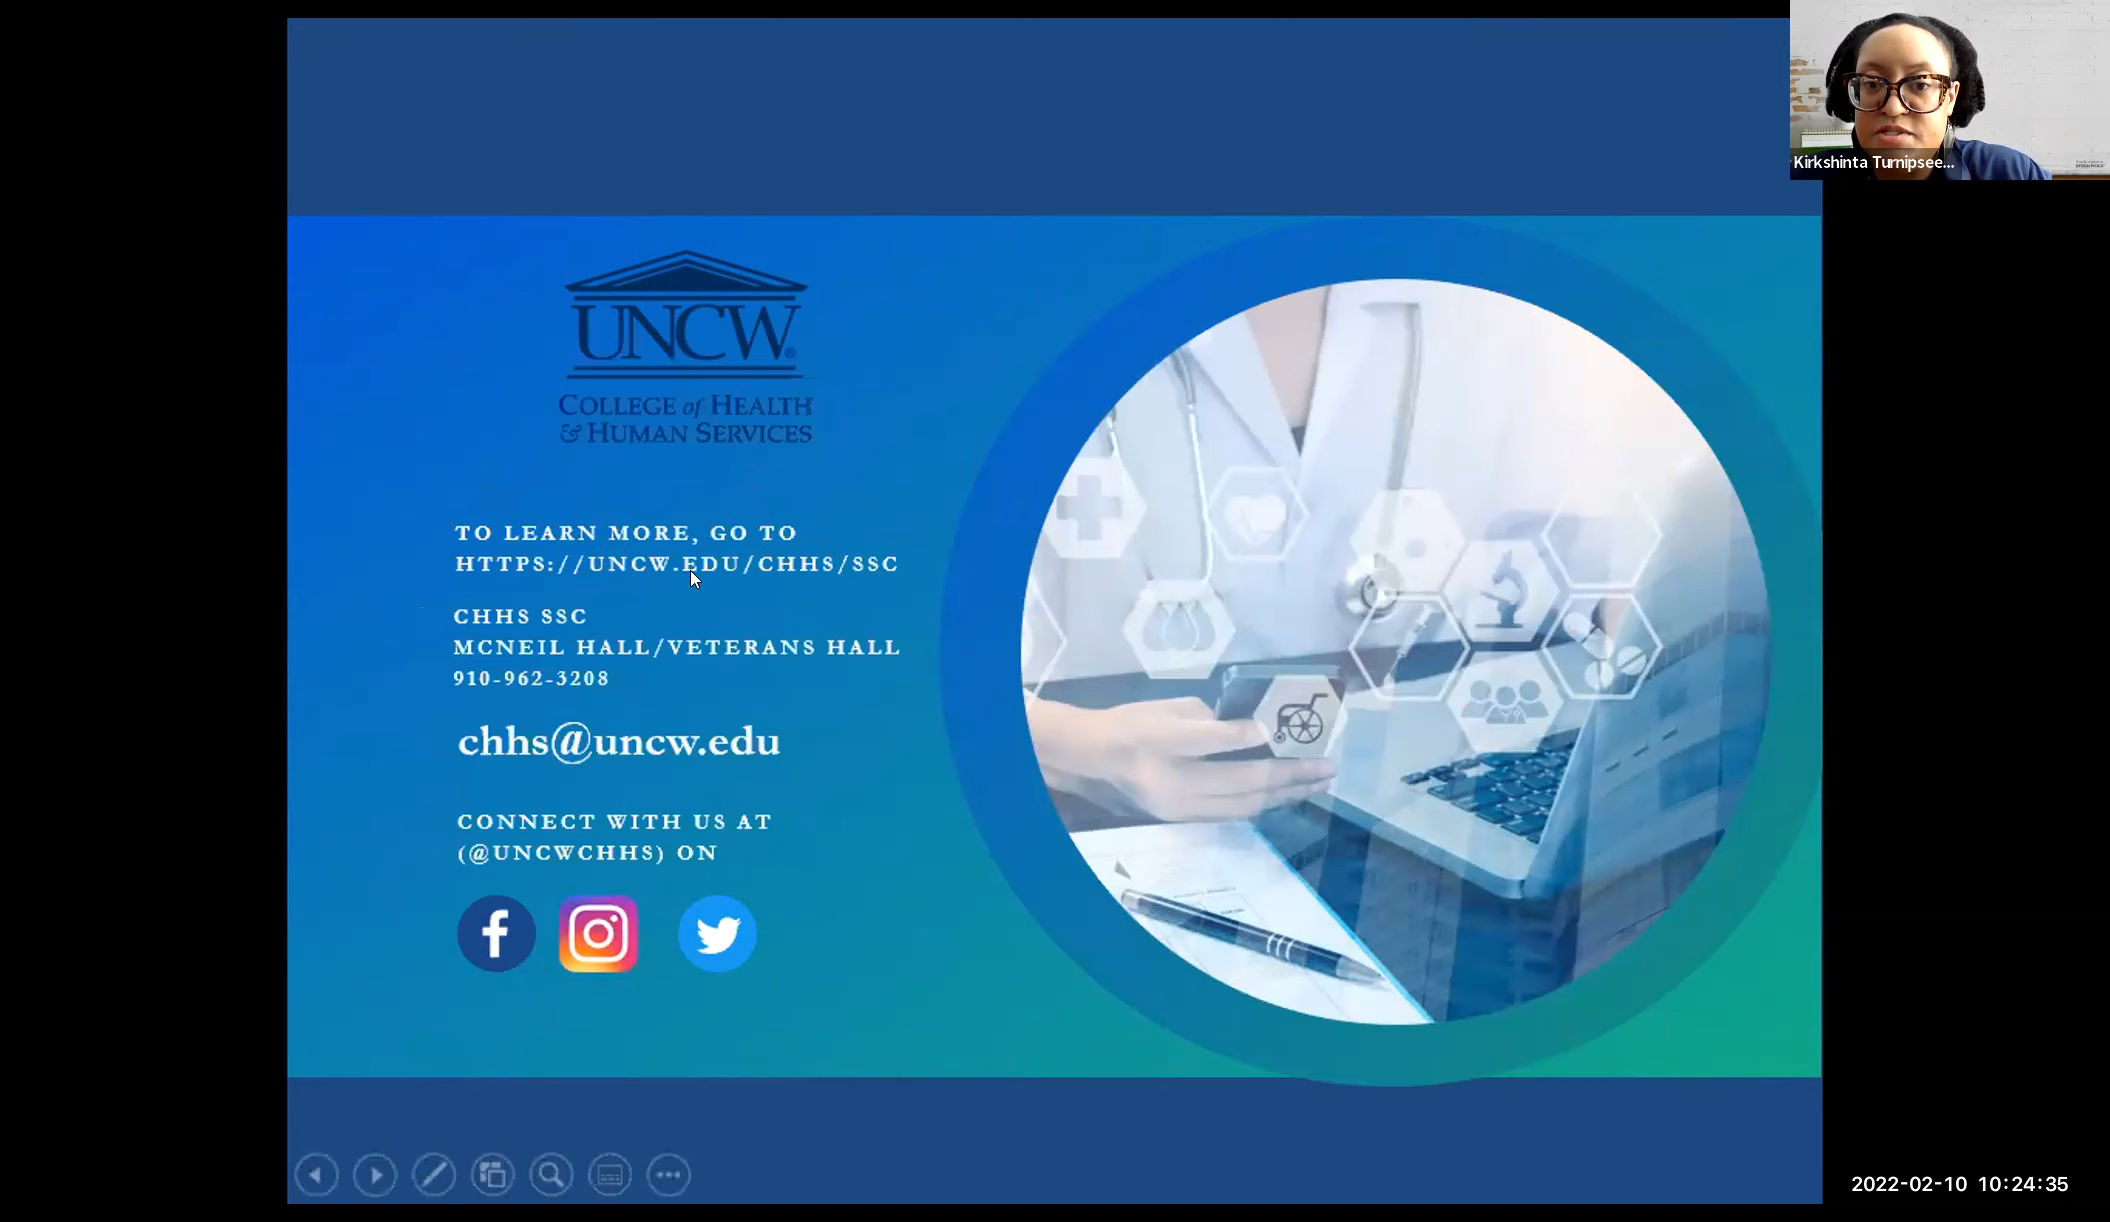 Kirkshinta Turnipsee...
UNCW®
COLLEGE of HEALTH
& HUMAN SERVICES
TO LEARN MORE, GO TO
HTTPS://UNCW.EDU/CHHS/SSC
CHHS SSC
MCNEIL HALL/VETERANS HALL
910-962-3208
chhs@uncw.edu
CONNECT WITH US AT
(@UNCWCHHS) ON
2022-02-10 10:24:35